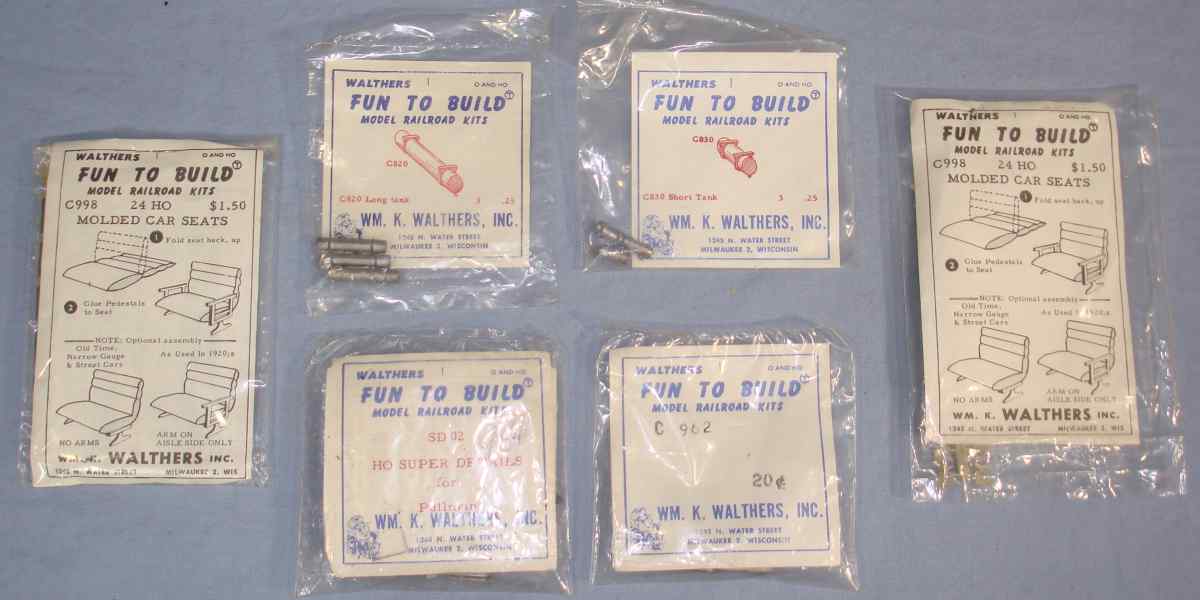 WALTHERS O AND HO
FUN TO BUILD
MODEL RAILROAD KITS
C998 24 HO $1.50
MOLDED CAR SEATS
1 Fold seat back, up
2 Glue Pedestals
to Seat
NOTE: Optional assembly
Old Time,
Narrow Gauge
& Street Cars
As Used In 1920;s
NO ARMS
ARM ON
AISLE SIDE ONLY
WM. K. WALTHERS INC.
1245 N. WATER STREET MILWAUKEE 2, WIS
WALTHERS O AND HO
FUN TO BUILD
MODEL RAILROAD KITS
C820
C820 Long tank 3 .25
WM. K. WALTHERS, INC.
1245 N. WATER STREET
MILWAUKEE 2, WISCONSIN
WALTHERS O AND HO
FUN TO BUILD
MODEL RAILROAD KITS
C830
C830 Short Tank 3 .25
WM. K. WALTHERS, INC.
1245 N. WATER STREET
MILWAUKEE 2, WISCONSIN
WALTHERS O AND HO
FUN TO BUILD
MODEL RAILROAD KITS
C998 24 HO $1.50
MOLDED CAR SEATS
1 Fold seat back, up
2 Glue Pedestals
to Seat
NOTE: Optional assembly
Old Time,
Narrow Gauge
& Street Cars
As Used In 1920;s
NO ARMS
ARM ON
AISLE SIDE ONLY
WM. K. WALTHERS INC.
1245 N. WATER STREET MILWAUKEE 2, WIS
WALTHERS O AND HO
FUN TO BUILD
MODEL RAILROAD KITS
SD 02
HO SUPER DETAILS
for
Pullman
WM. K. WALTHERS, INC.
1245 N. WATER STREET
MILWAUKEE 2, WISCONSIN
WALTHERS O AND HO
FUN TO BUILD
MODEL RAILROAD KITS
C 962
20¢
WM. K. WALTHERS, INC.
1245 N. WATER STREET
MILWAUKEE 2, WISCONSIN